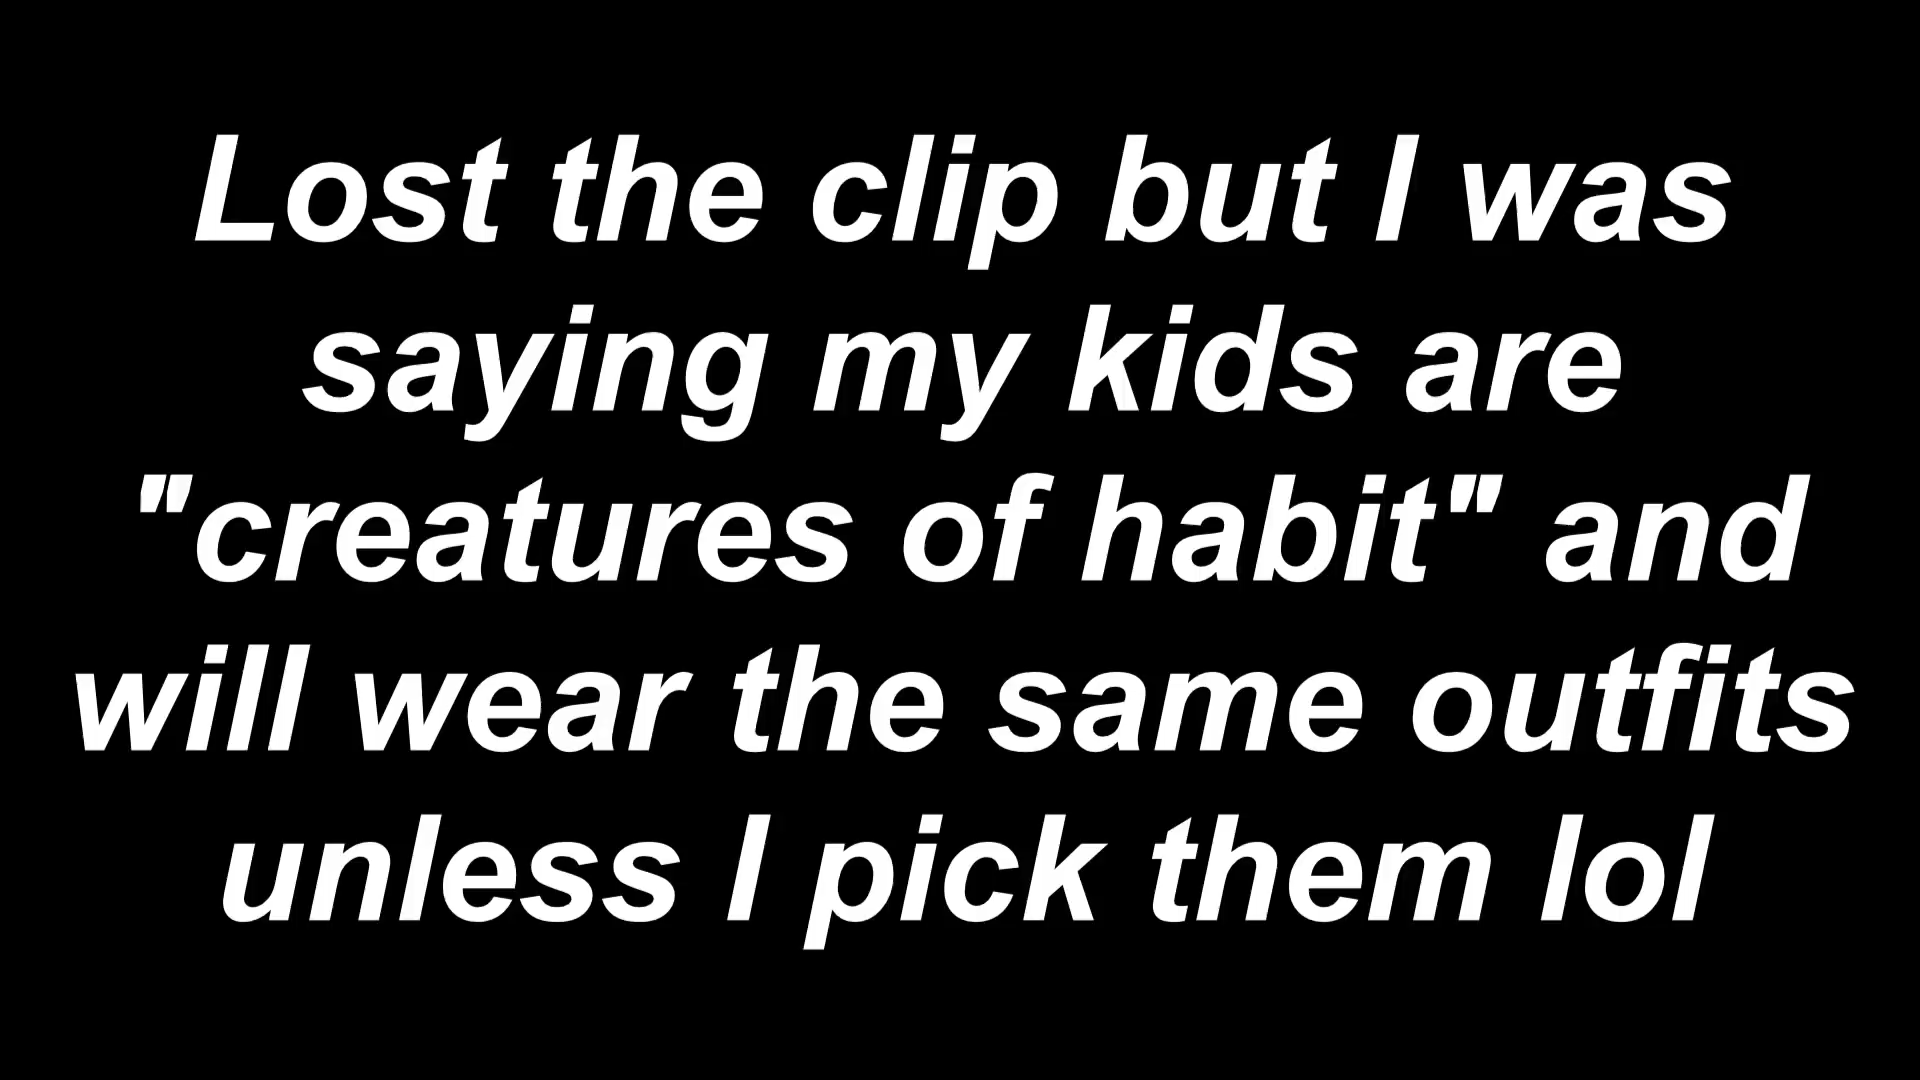 Lost the clip but I was
saying my kids are
"creatures of habit" and
will wear the same outfits
unless I pick them lol